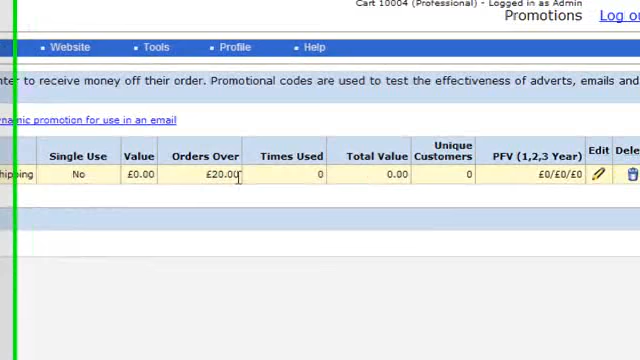 Cart 10004 (Professional) - Logged in as Admin
Promotions Log ou
Website Tools Profile Help
nter to receive money off their order. Promotional codes are used to test the effectiveness of adverts, emails and
ynamic promotion for use in an email
Single Use Value Orders Over Times Used Total Value Unique Customers PFV (1,2,3 Year) Edit Delet
hipping No £0.00 £20.00 0 0.00 0 £0/£0/£0